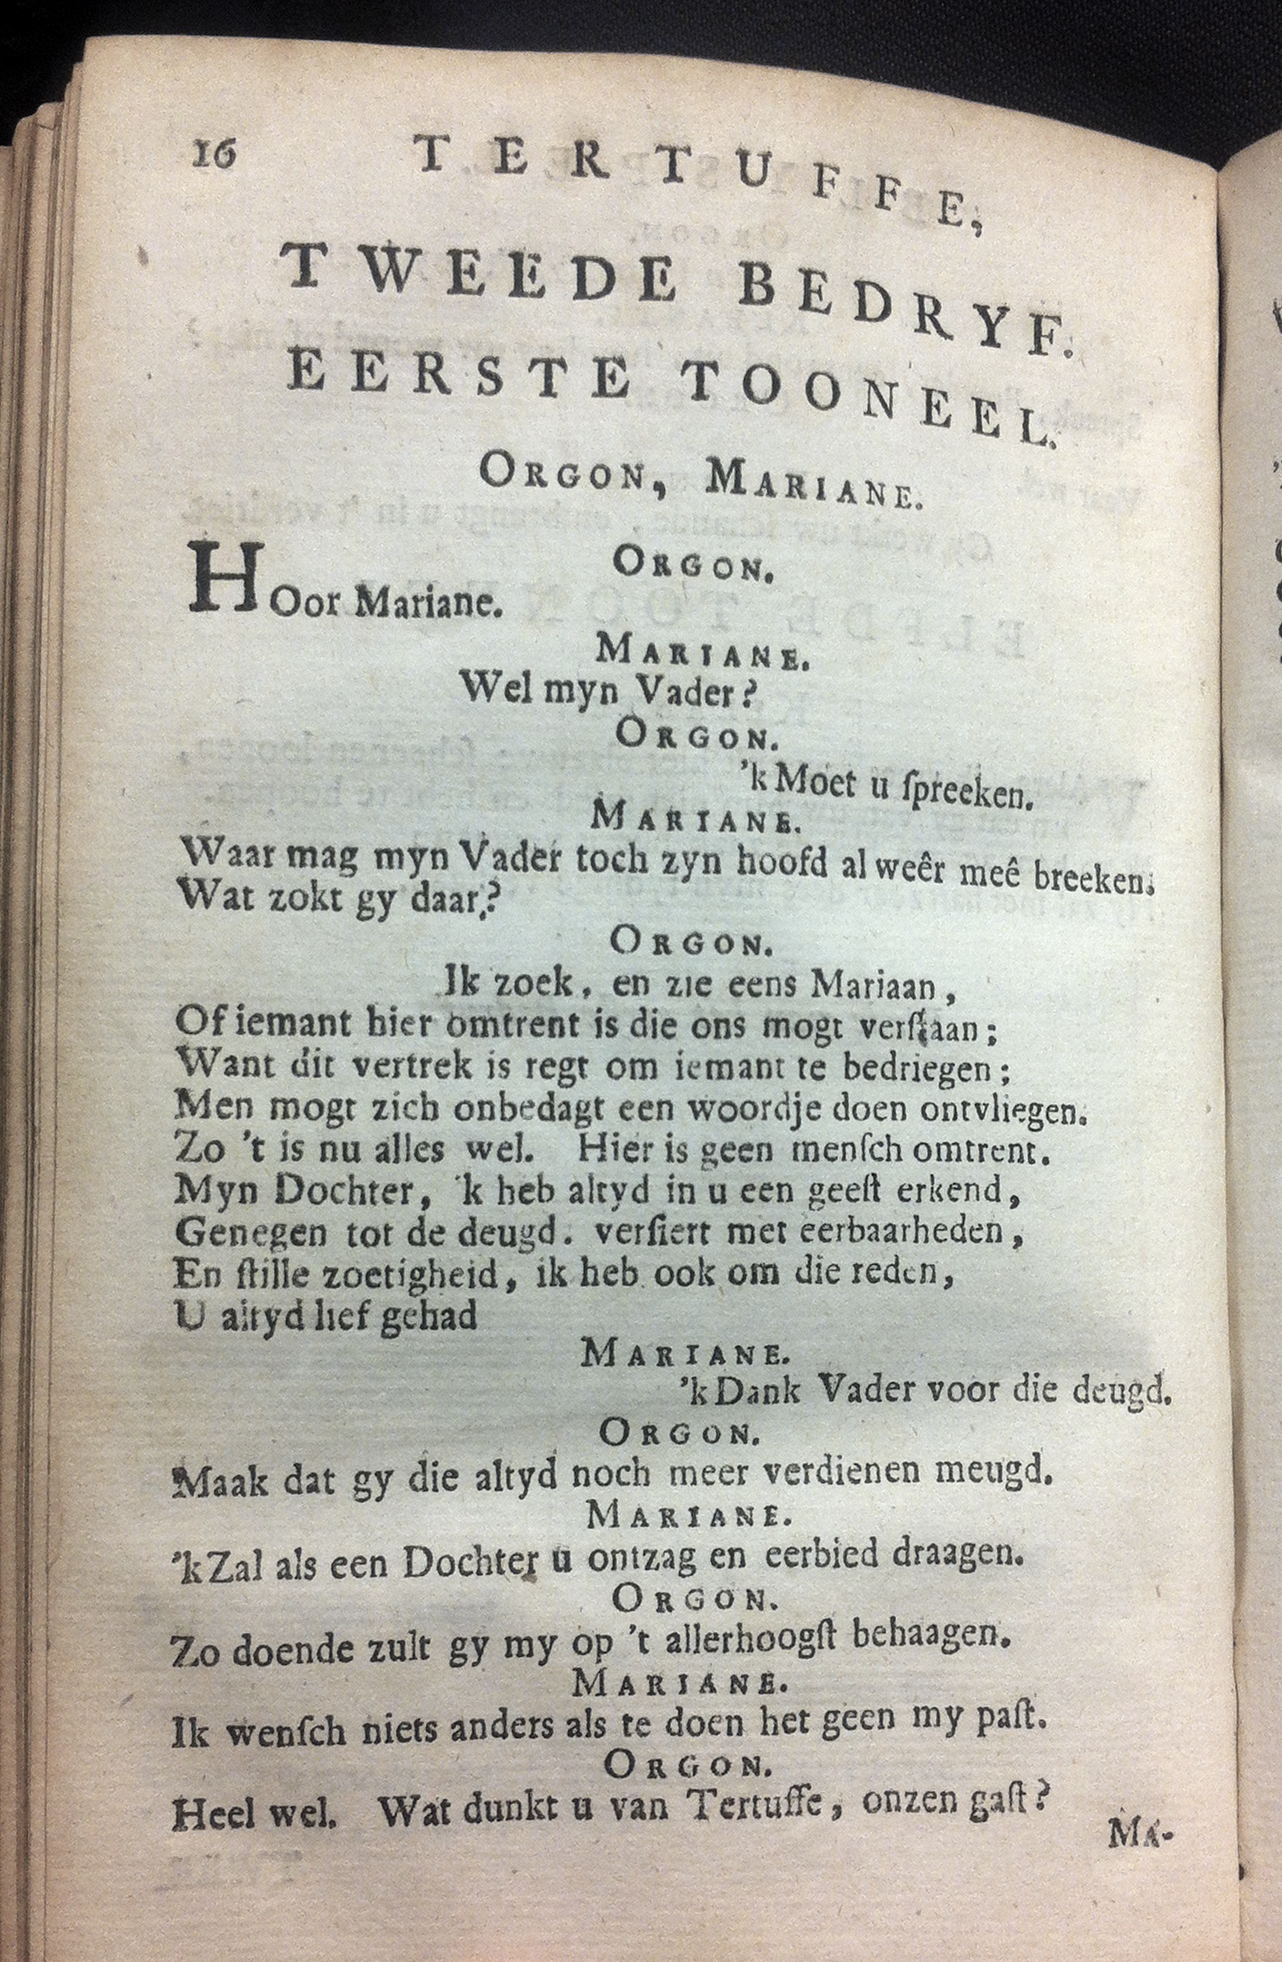 16 TERTUFFE,
TWEEDE BEDRYF.
EERSTE TOONEEL.
ORGON, MARIANE.
ORGON.
HOor Mariane.
MARIANE.
Wel myn Vader?
ORGON.
'k Moet u ſpreeken.
MARIANE.
Waar mag myn Vader toch zyn hoofd al weêr meê breeken.
Wat zokt gy daar?
ORGON.
Ik zoek, en zie eens Mariaan,
Of iemant hier omtrent is die ons mogt verſtaan;
Want dit vertrek is regt om iemant te bedriegen;
Men mogt zich onbedagt een woordje doen ontvliegen.
Zo 't is nu alles wel. Hier is geen menſch omtrent.
Myn Dochter, 'k heb altyd in u een geeſt erkend,
Genegen tot de deugd. verſiert met eerbaarheden,
En ſtille zoetigheid, ik heb ook om die reden,
U altyd lief gehad
MARIANE.
'k Dank Vader voor die deugd.
ORGON.
Maak dat gy die altyd noch meer verdienen meugd.
MARIANE.
'k Zal als een Dochter u ontzag en eerbied draagen.
ORGON.
Zo doende zult gy my op 't allerhoogſt behaagen.
MARIANE.
Ik wenſch niets anders als te doen het geen my paſt.
ORGON.
Heel wel. Wat dunkt u van Tertuffe, onzen gaſt?
MA-